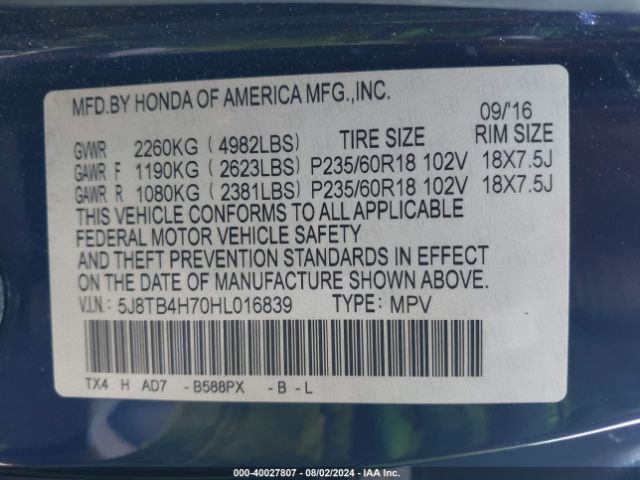 MFD.BY HONDA OF AMERICA MFG.,INC.
09/'16
GVWR 2260KG ( 4982LBS) TIRE SIZE RIM SIZE
GAWR F 1190KG ( 2623LBS) P235/60R18 102V 18X7.5J
GAWR R 1080KG ( 2381LBS) P235/60R18 102V 18X7.5J
THIS VEHICLE CONFORMS TO ALL APPLICABLE
FEDERAL MOTOR VEHICLE SAFETY
AND THEFT PREVENTION STANDARDS IN EFFECT
ON THE DATE OF MANUFACTURE SHOWN ABOVE.
V.I.N.: 5J8TB4H70HL016839 TYPE: MPV
TX4 H AD7 - B588PX - B - L
000-40027807 - 08/02/2024 - IAA Inc.